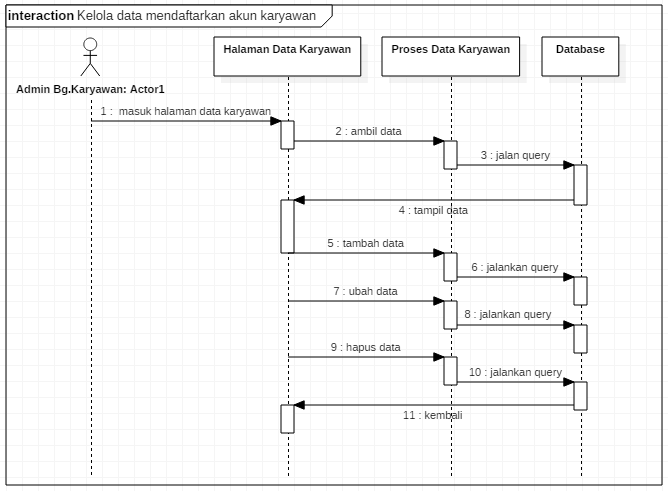 interaction Kelola data mendaftarkan akun karyawan
Halaman Data Karyawan
Proses Data Karyawan
Database
Admin Bg.Karyawan: Actor1
1 : masuk halaman data karyawan
2 : ambil data
3 : jalan query
4 : tampil data
5 : tambah data
6 : jalankan query
7 : ubah data
8 : jalankan query
9 : hapus data
10 : jalankan query
11 : kembali